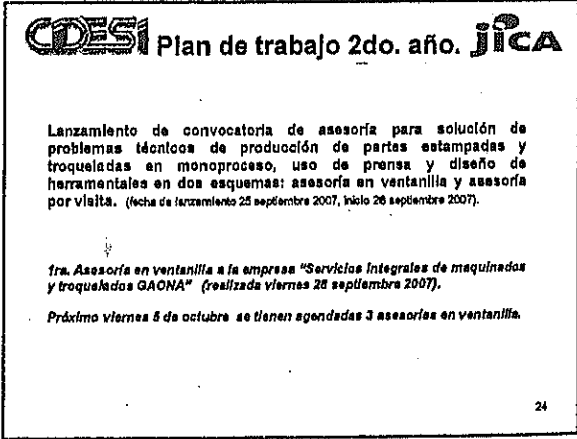 CIDESI Plan de trabajo 2do. año. jica
Lanzamiento de convocatoria de asesoría para solución de
problemas técnicos de producción de partes estampadas y
troqueladas en monoproceso, uso de prensa y diseño de
herramentales en dos esquemas: asesoría en ventanilla y asesoría
por visita. (fecha de lanzamiento 25 septiembre 2007, inicio 26 septiembre 2007).
1ra. Asesoría en ventanilla a la empresa "Servicios integrales de maquinados
y troquelados GAONA" (realizada viernes 28 septiembre 2007).
Próximo viernes 5 de octubre se tienen agendadas 3 asesorías en ventanilla.
24